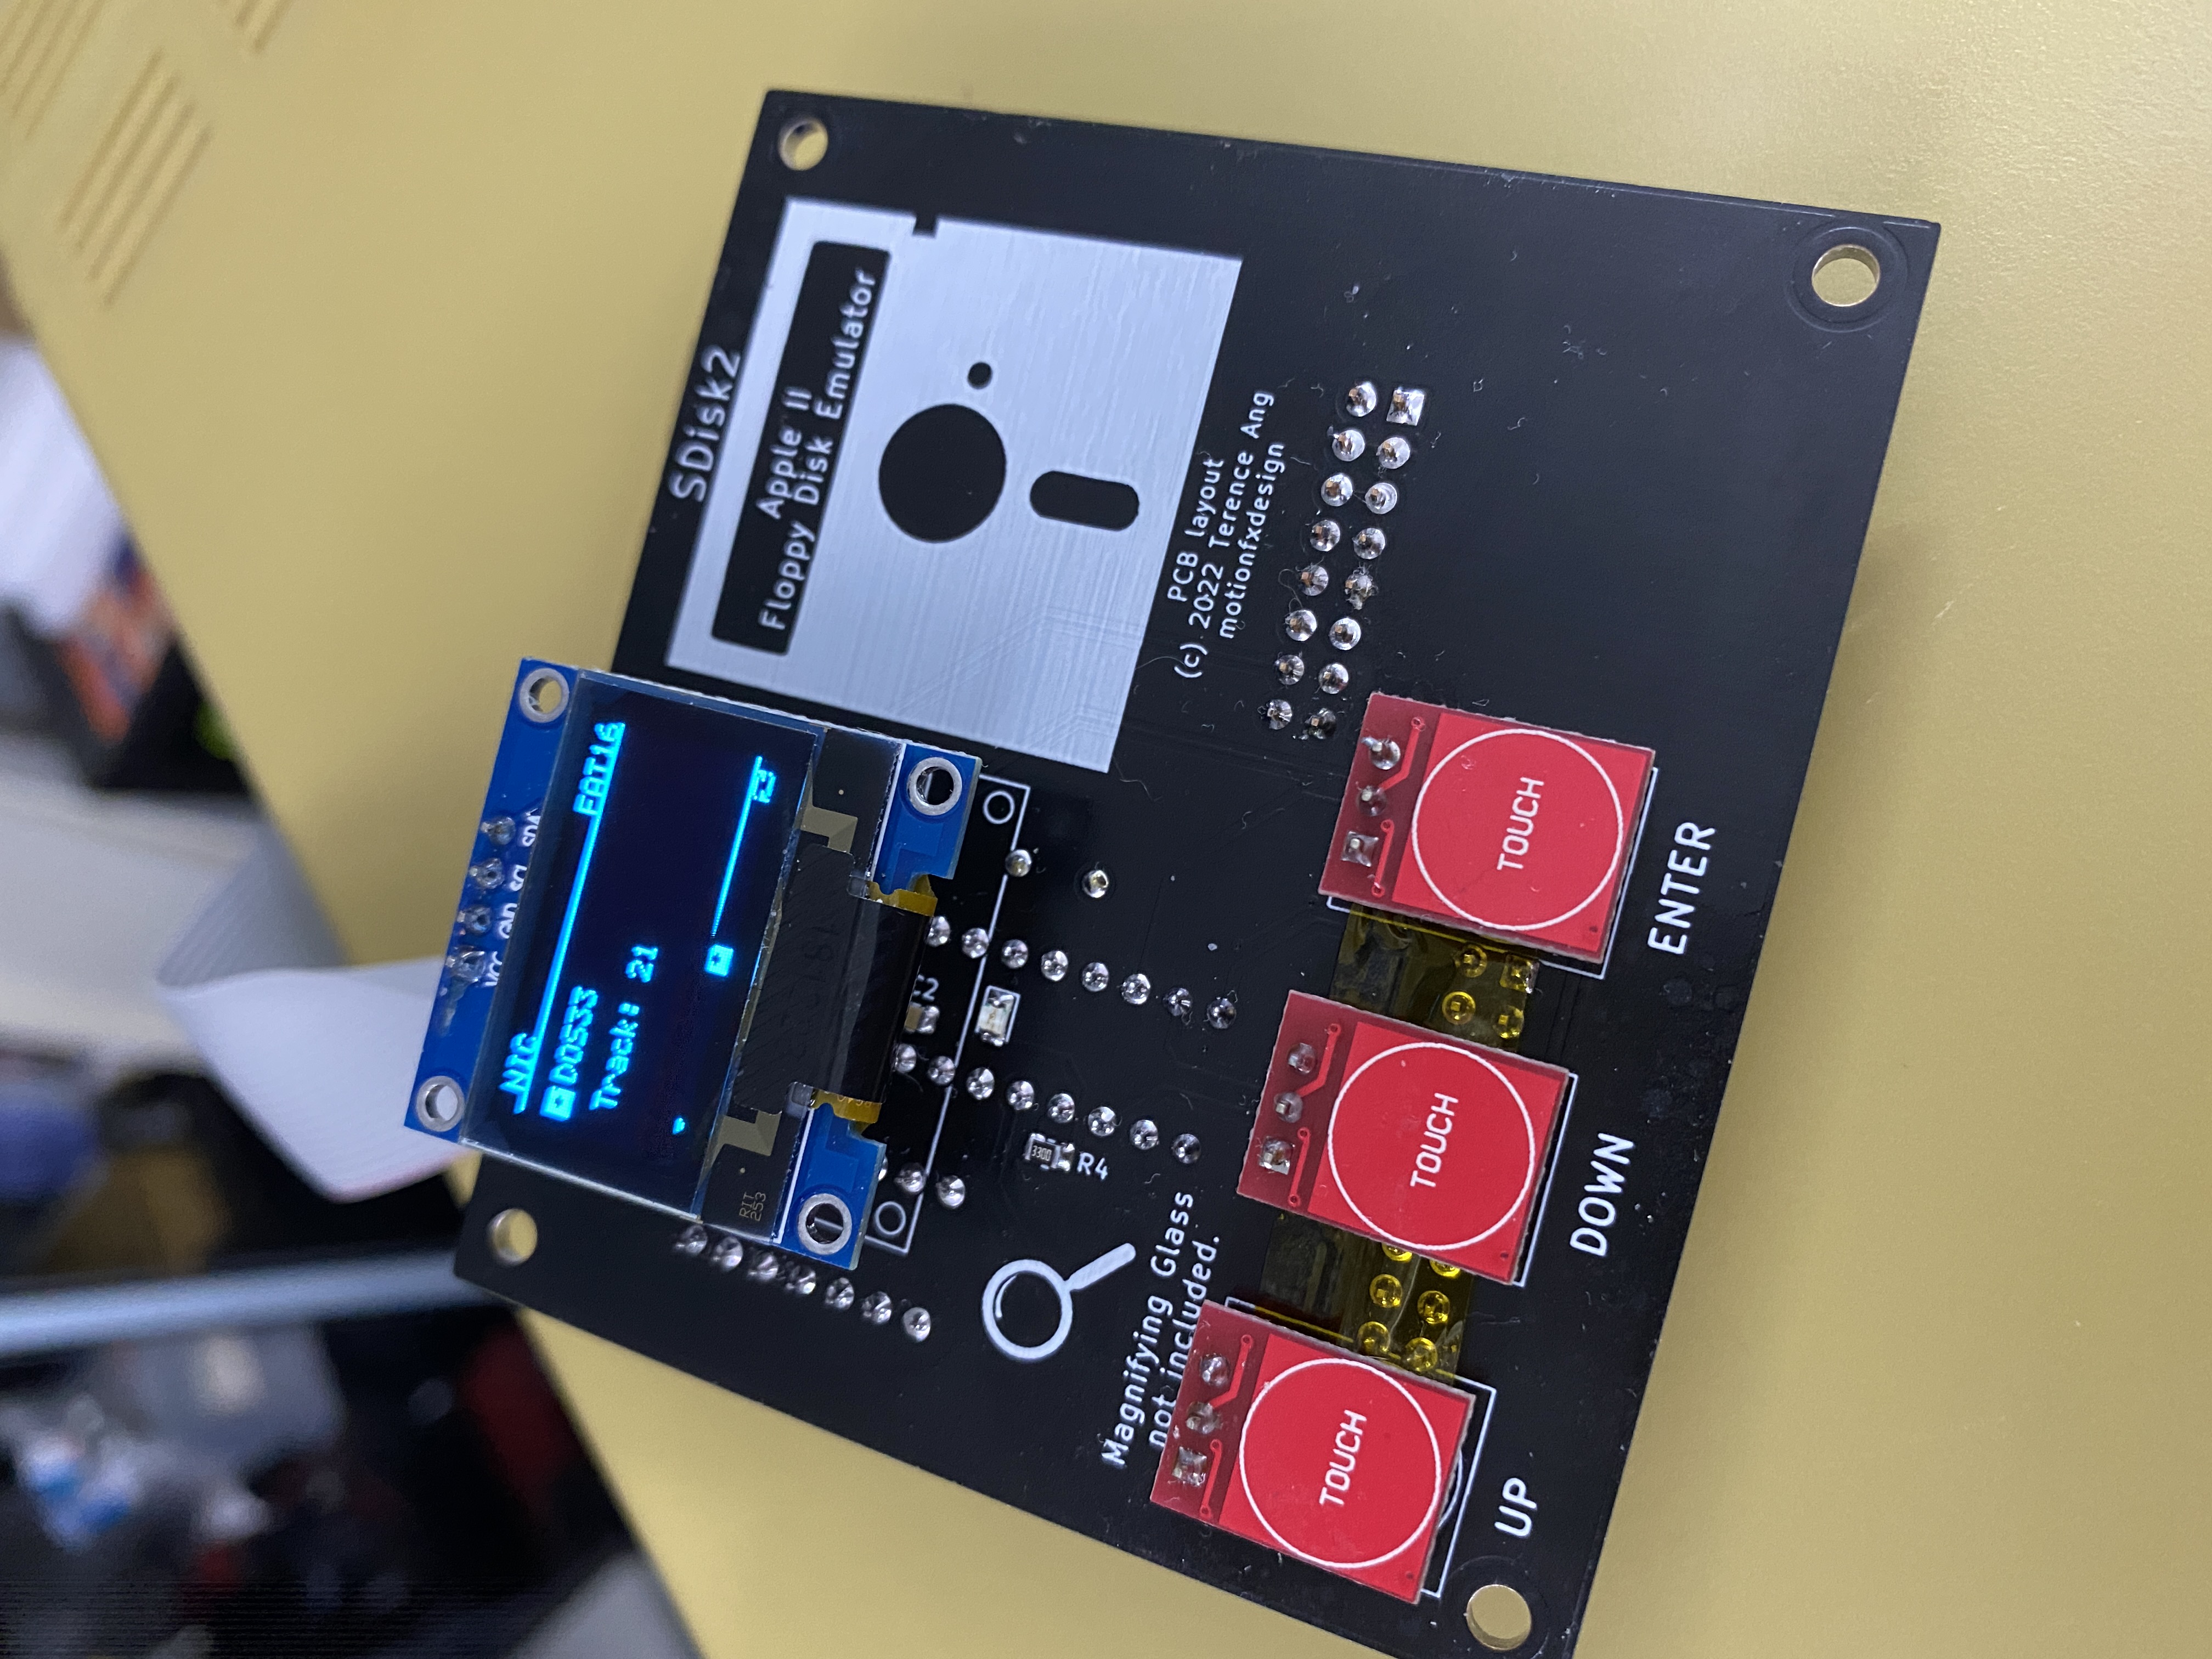 VCC GND SCL SDA
NIC
FAT16
DOS33
Track: 21
RIT
253
SDisk2
Apple II
Floppy Disk Emulator
R4
Magnifying Glass
not included.
PCB layout
(c) 2022 Terence Ang
motionfxdesign
TOUCH
TOUCH
TOUCH
UP
DOWN
ENTER